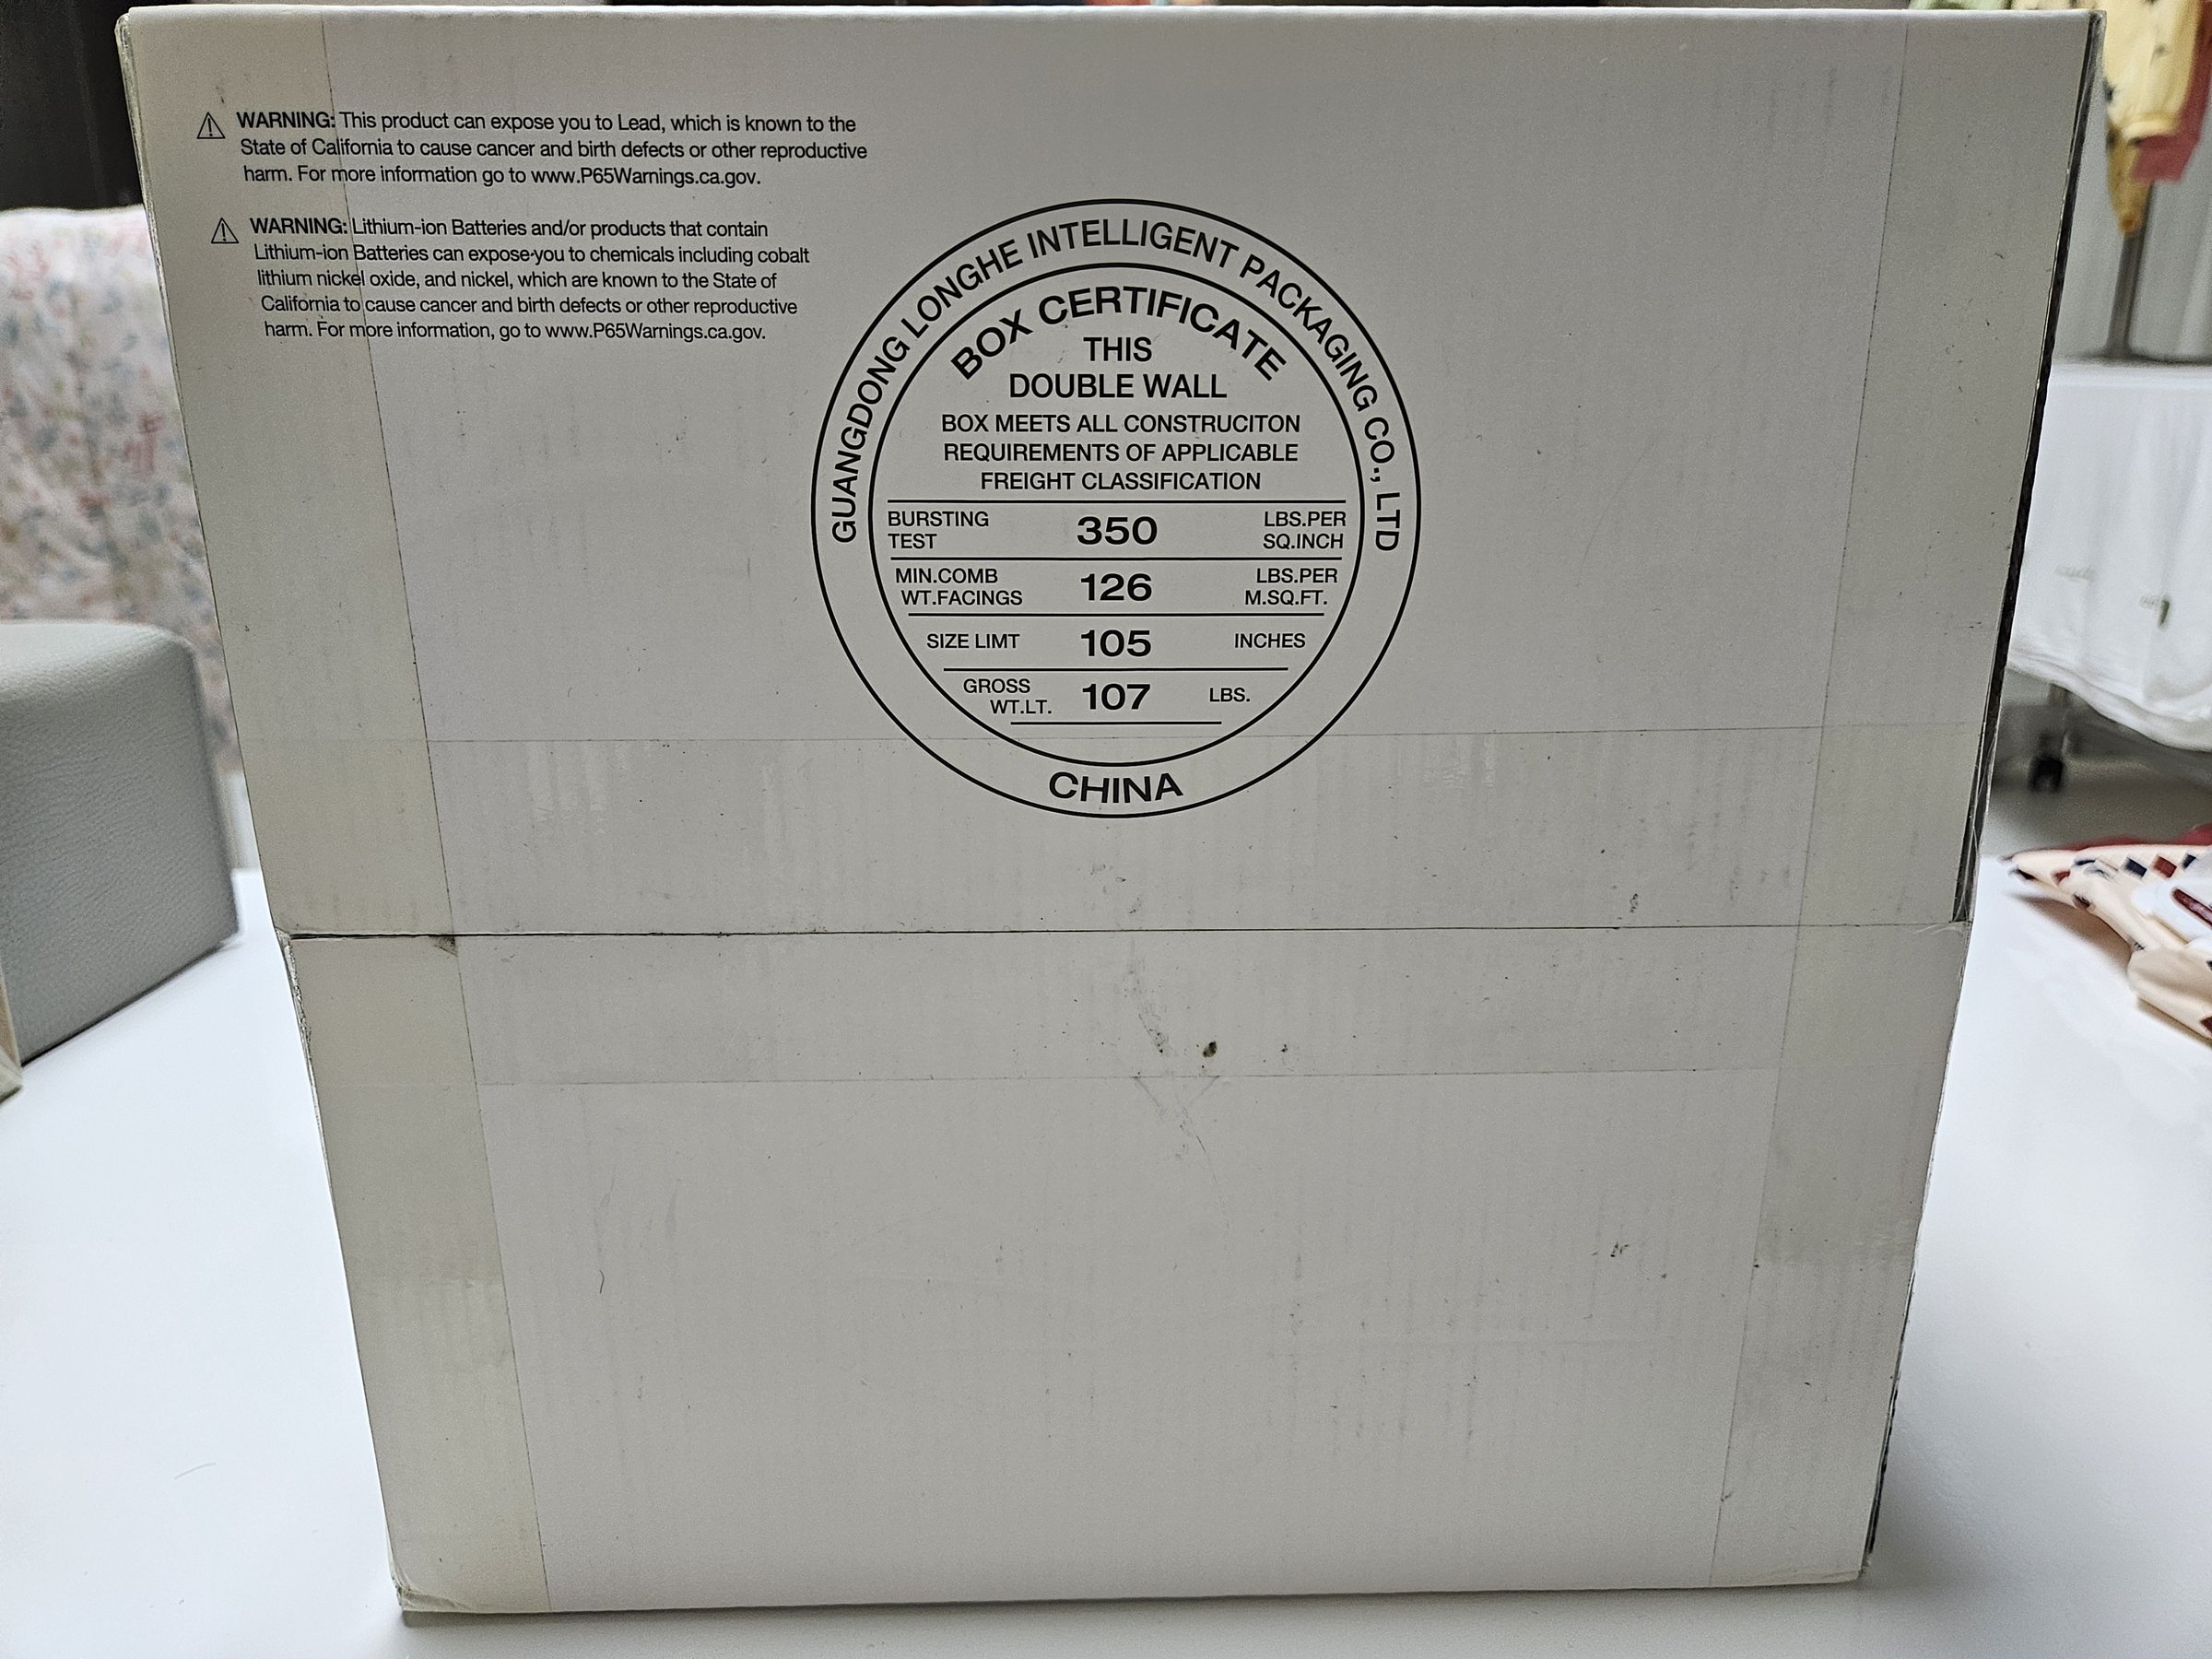 WARNING: This product can expose you to Lead, which is known to the
State of California to cause cancer and birth defects or other reproductive
harm. For more information go to www.P65Warnings.ca.gov.
WARNING: Lithium-ion Batteries and/or products that contain
Lithium-ion Batteries can expose you to chemicals including cobalt
lithium nickel oxide, and nickel, which are known to the State of
California to cause cancer and birth defects or other reproductive
harm. For more information, go to www.P65Warnings.ca.gov.
GUANGDONG LONGHE INTELLIGENT PACKAGING CO., LTD
BOX CERTIFICATE
THIS
DOUBLE WALL
BOX MEETS ALL CONSTRUCITON
REQUIREMENTS OF APPLICABLE
FREIGHT CLASSIFICATION
BURSTING TEST 350 LBS.PER SQ.INCH
MIN.COMB WT.FACINGS 126 LBS.PER M.SQ.FT.
SIZE LIMT 105 INCHES
GROSS WT.LT. 107 LBS.
CHINA